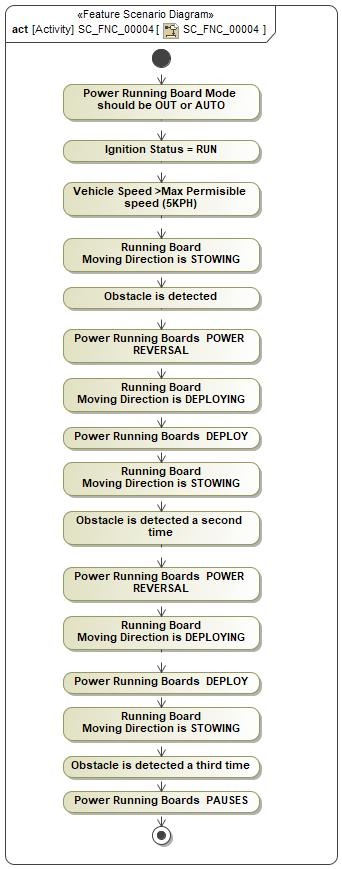 «Feature Scenario Diagram»
act [Activity] SC_FNC_00004 [ SC_FNC_00004 ]
Power Running Board Mode
should be OUT or AUTO
Ignition Status = RUN
Vehicle Speed >Max Permisible
speed (5KPH)
Running Board
Moving Direction is STOWING
Obstacle is detected
Power Running Boards  POWER
REVERSAL
Running Board
Moving Direction is DEPLOYING
Power Running Boards  DEPLOY
Running Board
Moving Direction is STOWING
Obstacle is detected a second
time
Power Running Boards  POWER
REVERSAL
Running Board
Moving Direction is DEPLOYING
Power Running Boards  DEPLOY
Running Board
Moving Direction is STOWING
Obstacle is detected a third time
Power Running Boards  PAUSES